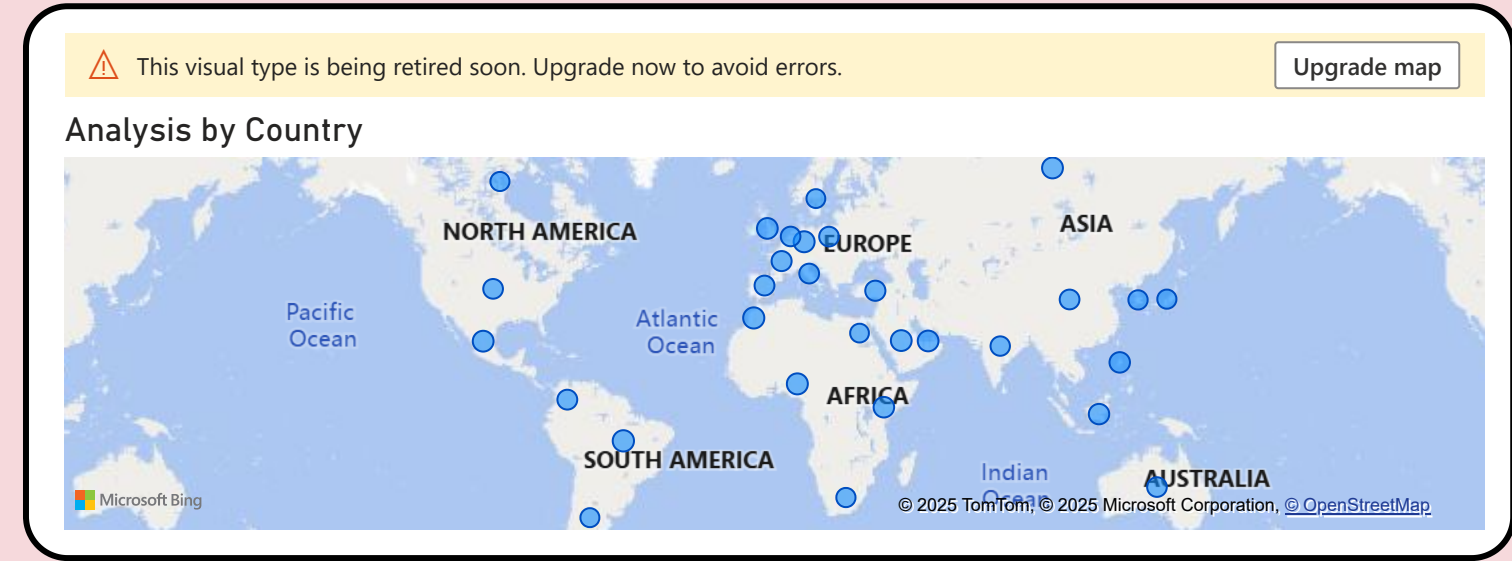 This visual type is being retired soon. Upgrade now to avoid errors.
Upgrade map
Analysis by Country
NORTH AMERICA
ASIA
EUROPE
Pacific
Ocean
Atlantic
Ocean
AFRICA
SOUTH AMERICA
Indian
Ocean
AUSTRALIA
Microsoft Bing
© 2025 TomTom, © 2025 Microsoft Corporation, © OpenStreetMap